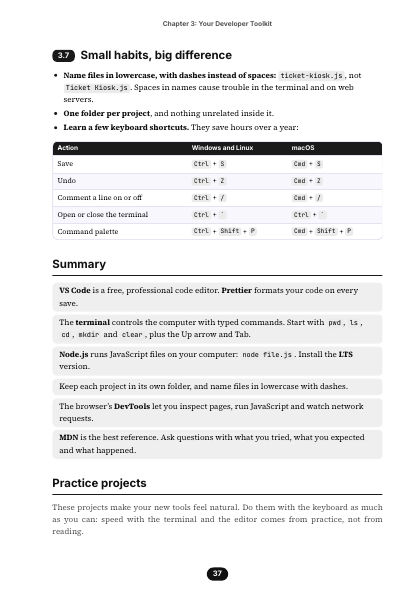 Chapter 3: Your Developer Toolkit
3.7 Small habits, big difference
• Name files in lowercase, with dashes instead of spaces: ticket-kiosk.js, not
Ticket Kiosk.js. Spaces in names cause trouble in the terminal and on web
servers.
• One folder per project, and nothing unrelated inside it.
• Learn a few keyboard shortcuts. They save hours over a year:
Action Windows and Linux macOS
Save Ctrl + S Cmd + S
Undo Ctrl + Z Cmd + Z
Comment a line on or off Ctrl + / Cmd + /
Open or close the terminal Ctrl + ` Ctrl + `
Command palette Ctrl + Shift + P Cmd + Shift + P
Summary
VS Code is a free, professional code editor. Prettier formats your code on every
save.
The terminal controls the computer with typed commands. Start with pwd, ls,
cd, mkdir and clear, plus the Up arrow and Tab.
Node.js runs JavaScript files on your computer: node file.js. Install the LTS
version.
Keep each project in its own folder, and name files in lowercase with dashes.
The browser's DevTools let you inspect pages, run JavaScript and watch network
requests.
MDN is the best reference. Ask questions with what you tried, what you expected
and what happened.
Practice projects
These projects make your new tools feel natural. Do them with the keyboard as much
as you can: speed with the terminal and the editor comes from practice, not from
reading.
37